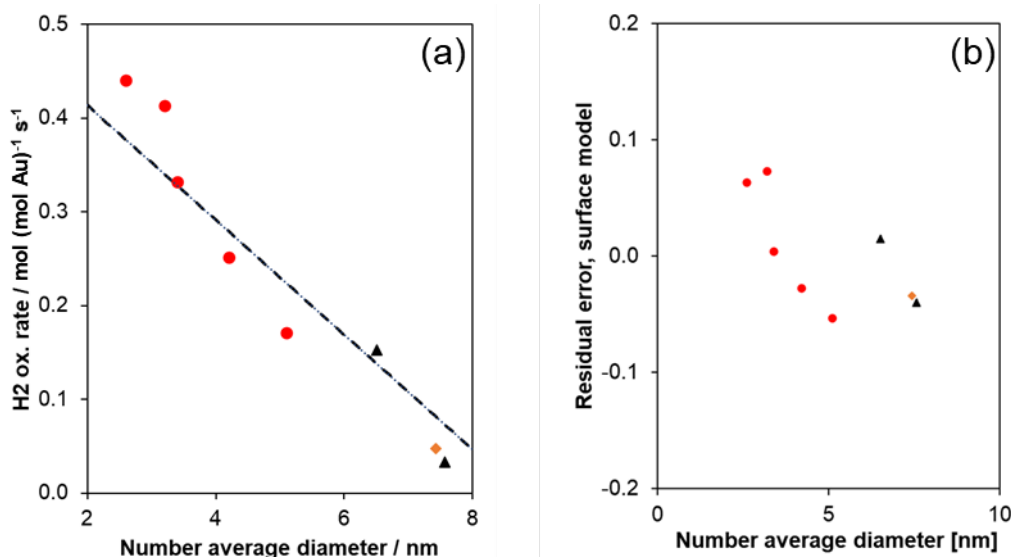 (a)
H2 ox. rate / mol (mol Au)⁻¹ s⁻¹
0.5
0.4
0.3
0.2
0.1
0.0
2 4 6 8
Number average diameter / nm
(b)
Residual error, surface model
0.2
0.1
0.0
-0.1
-0.2
0 5 10
Number average diameter [nm]